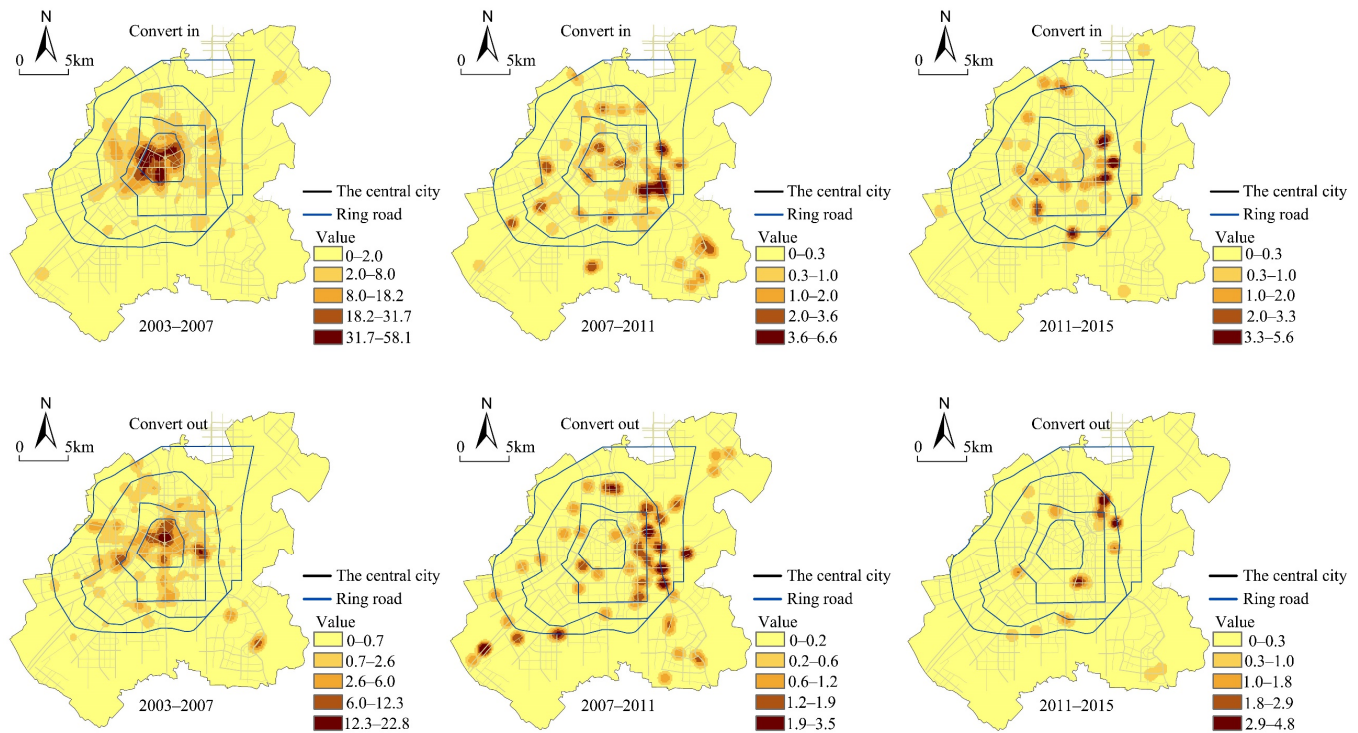 N
Convert in
0 5km
The central city
Ring road
Value
0–2.0
2.0–8.0
8.0–18.2
18.2–31.7
31.7–58.1
2003–2007
N
Convert in
0 5km
The central city
Ring road
Value
0–0.3
0.3–1.0
1.0–2.0
2.0–3.6
3.6–6.6
2007–2011
N
Convert in
0 5km
The central city
Ring road
Value
0–0.3
0.3–1.0
1.0–2.0
2.0–3.3
3.3–5.6
2011–2015
N
Convert out
0 5km
The central city
Ring road
Value
0–0.7
0.7–2.6
2.6–6.0
6.0–12.3
12.3–22.8
2003–2007
N
Convert out
0 5km
The central city
Ring road
Value
0–0.2
0.2–0.6
0.6–1.2
1.2–1.9
1.9–3.5
2007–2011
N
Convert out
0 5km
The central city
Ring road
Value
0–0.3
0.3–1.0
1.0–1.8
1.8–2.9
2.9–4.8
2011–2015